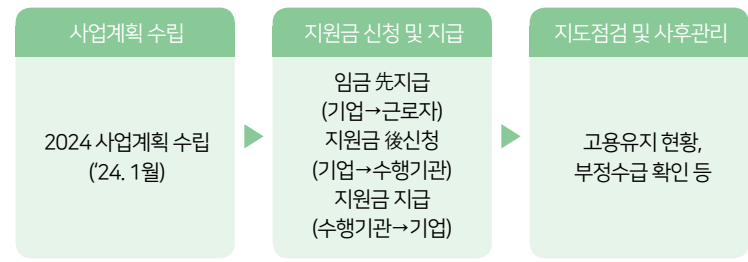 사업계획 수립
2024 사업계획 수립
(‘24. 1월)
지원금 신청 및 지급
임금 先지급
(기업→근로자)
지원금 後신청
(기업→수행기관)
지원금 지급
(수행기관→기업)
지도점검 및 사후관리
고용유지 현황,
부정수급 확인 등